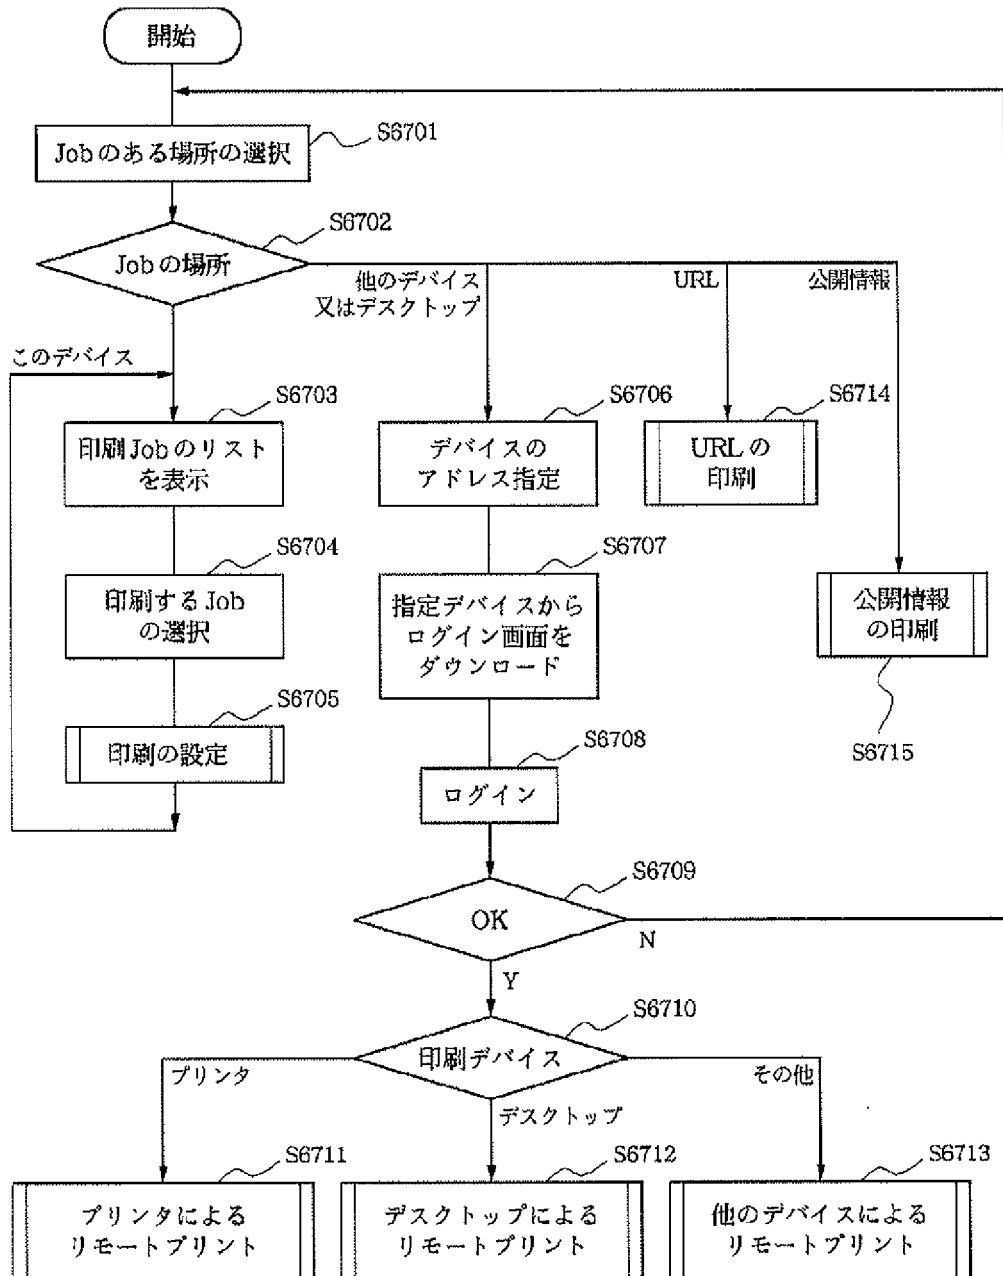 開始
Jobのある場所の選択
S6701
Jobの場所
S6702
他のデバイス
又はデスクトップ
URL
公開情報
このデバイス
S6703
印刷Jobのリスト
を表示
S6706
デバイスの
アドレス指定
S6714
URLの
印刷
S6704
印刷するJob
の選択
S6707
指定デバイスから
ログイン画面を
ダウンロード
公開情報
の印刷
S6715
S6705
印刷の設定
S6708
ログイン
S6709
OK
N
Y
S6710
印刷デバイス
プリンタ
デスクトップ
その他
S6711
プリンタによる
リモートプリント
S6712
デスクトップによる
リモートプリント
S6713
他のデバイスによる
リモートプリント